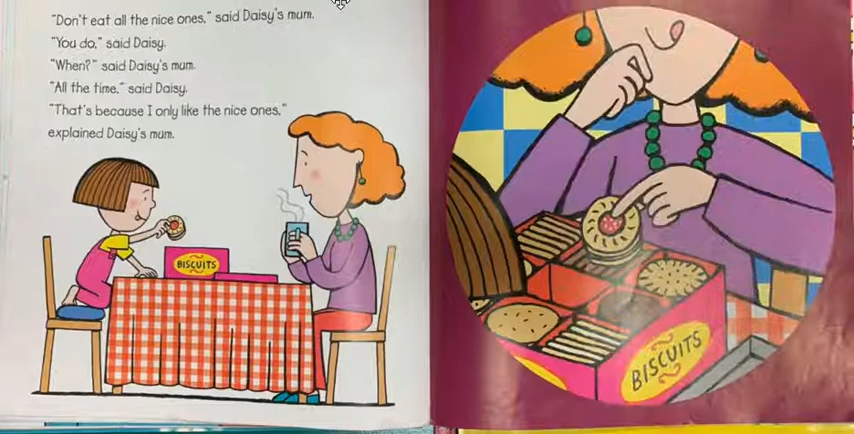 "Don't eat all the nice ones," said Daisy's mum.
"You do," said Daisy.
"When?" said Daisy's mum.
"All the time," said Daisy.
"That's because I only like the nice ones,"
explained Daisy's mum.
BISCUITS
BISCUITS